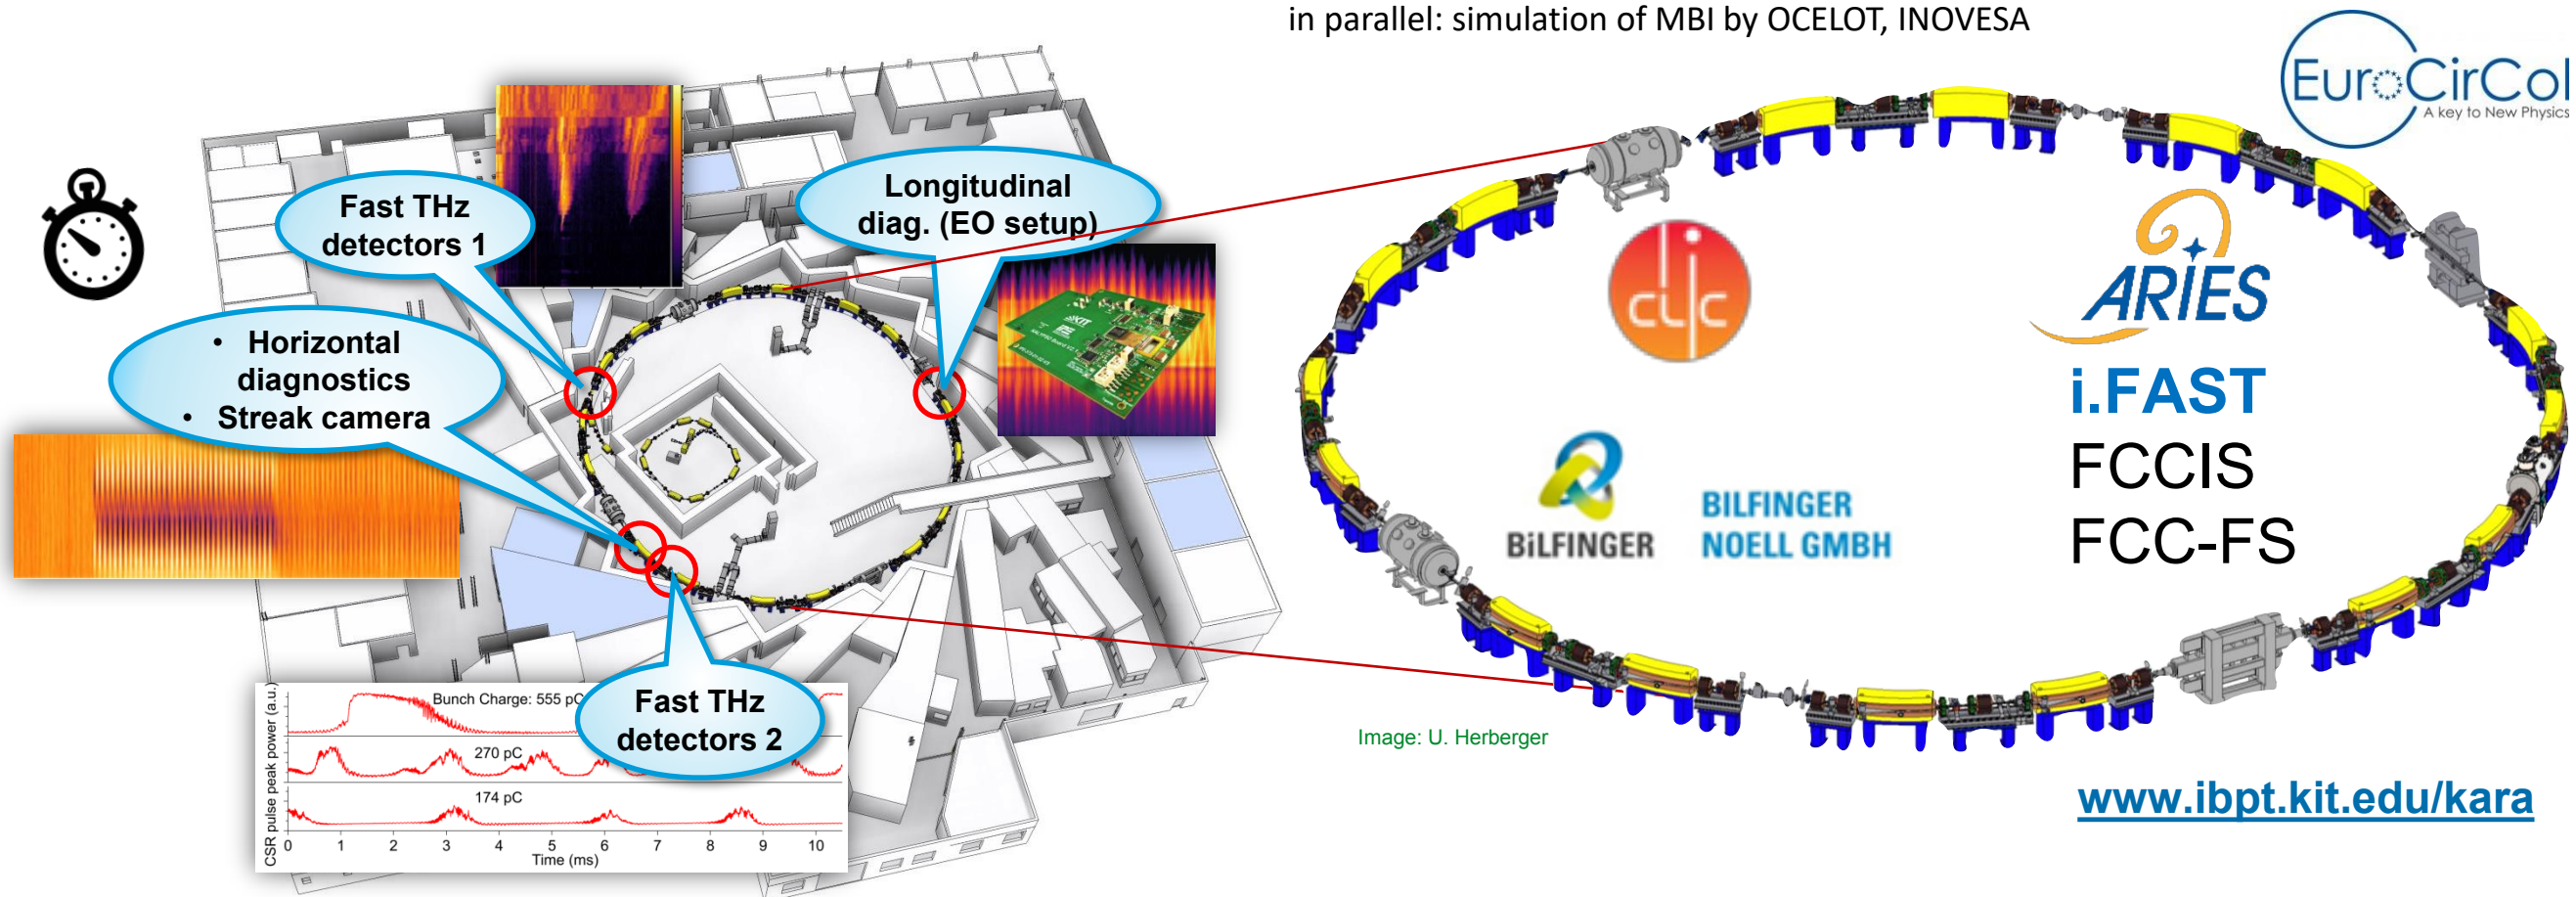 in parallel: simulation of MBI by OCELOT, INOVESA
EuroCirCol
A key to New Physics
Fast THz
detectors 1
Longitudinal
diag. (EO setup)
• Horizontal
diagnostics
• Streak camera
KIT
clic
ARIES
i.FAST
FCCIS
FCC-FS
BiLFINGER
BILFINGER
NOELL GMBH
Fast THz
detectors 2
CSR pulse peak power (a.u.)
Bunch Charge: 555 pC
270 pC
174 pC
0 1 2 3 4 5 6 7 8 9 10
Time (ms)
Image: U. Herberger
www.ibpt.kit.edu/kara